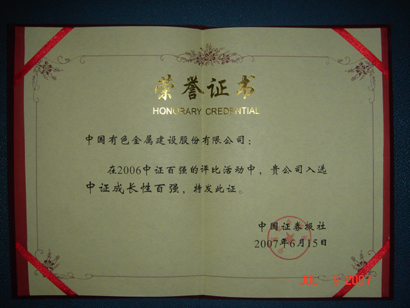 荣誉证书
HONORARY CREDENTIAL
中国有色金属建设股份有限公司：
在2006中证百强的评比活动中，贵公司入选
中证成长性百强，特发此证。
中国证券报社
2007年6月15日